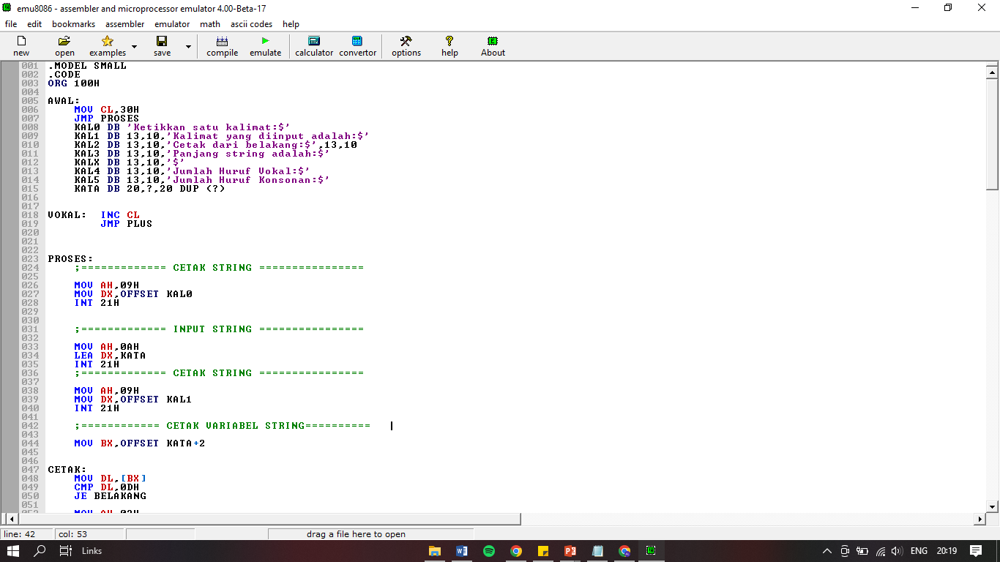 emu8086 - assembler and microprocessor emulator 4.00-Beta-17
file edit bookmarks assembler emulator math ascii codes help
new open examples save compile emulate calculator convertor options help About
001 .MODEL SMALL
002 .CODE
003 ORG 100H
004
005 AWAL:
006 MOV CL,30H
007 JMP PROSES
008 KAL0 DB 'Ketikkan satu kalimat:$'
009 KAL1 DB 13,10,'Kalimat yang diinput adalah:$'
010 KAL2 DB 13,10,'Cetak dari belakang:$',13,10
011 KAL3 DB 13,10,'Panjang string adalah:$'
012 KALX DB 13,10,'$'
013 KAL4 DB 13,10,'Jumlah Huruf Vokal:$'
014 KAL5 DB 13,10,'Jumlah Huruf Konsonan:$'
015 KATA DB 20,?,20 DUP (?)
016
017
018 VOKAL: INC CL
019 JMP PLUS
020
021
022
023 PROSES:
024 ;============= CETAK STRING ================
025
026 MOV AH,09H
027 MOV DX,OFFSET KAL0
028 INT 21H
029
030
031 ;============= INPUT STRING ================
032
033 MOV AH,0AH
034 LEA DX,KATA
035 INT 21H
036 ;============= CETAK STRING ================
037
038 MOV AH,09H
039 MOV DX,OFFSET KAL1
040 INT 21H
041
042 ;============ CETAK VARIABEL STRING==========
043
044 MOV BX,OFFSET KATA+2
045
046
047 CETAK:
048 MOV DL,[BX]
049 CMP DL,0DH
050 JE BELAKANG
051
052 MOV AH,02H
line: 42 col: 53 drag a file here to open
Links ENG 20:19